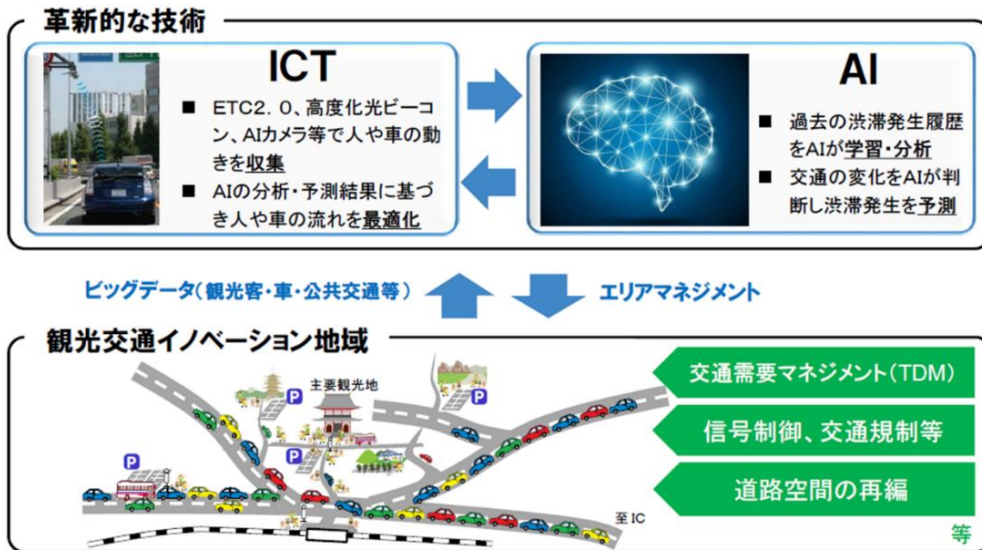 革新的な技術
ICT
■ ETC2．0、高度化光ビーコ
ン、AIカメラ等で人や車の動
きを収集
■ AIの分析・予測結果に基づ
き人や車の流れを最適化
AI
■ 過去の渋滞発生履歴
をAIが学習・分析
■ 交通の変化をAIが判
断し渋滞発生を予測
ビッグデータ（観光客・車・公共交通等）
エリアマネジメント
観光交通イノベーション地域
主要観光地
P
P
P
P
至 IC
交通需要マネジメント（TDM）
信号制御、交通規制等
道路空間の再編
等